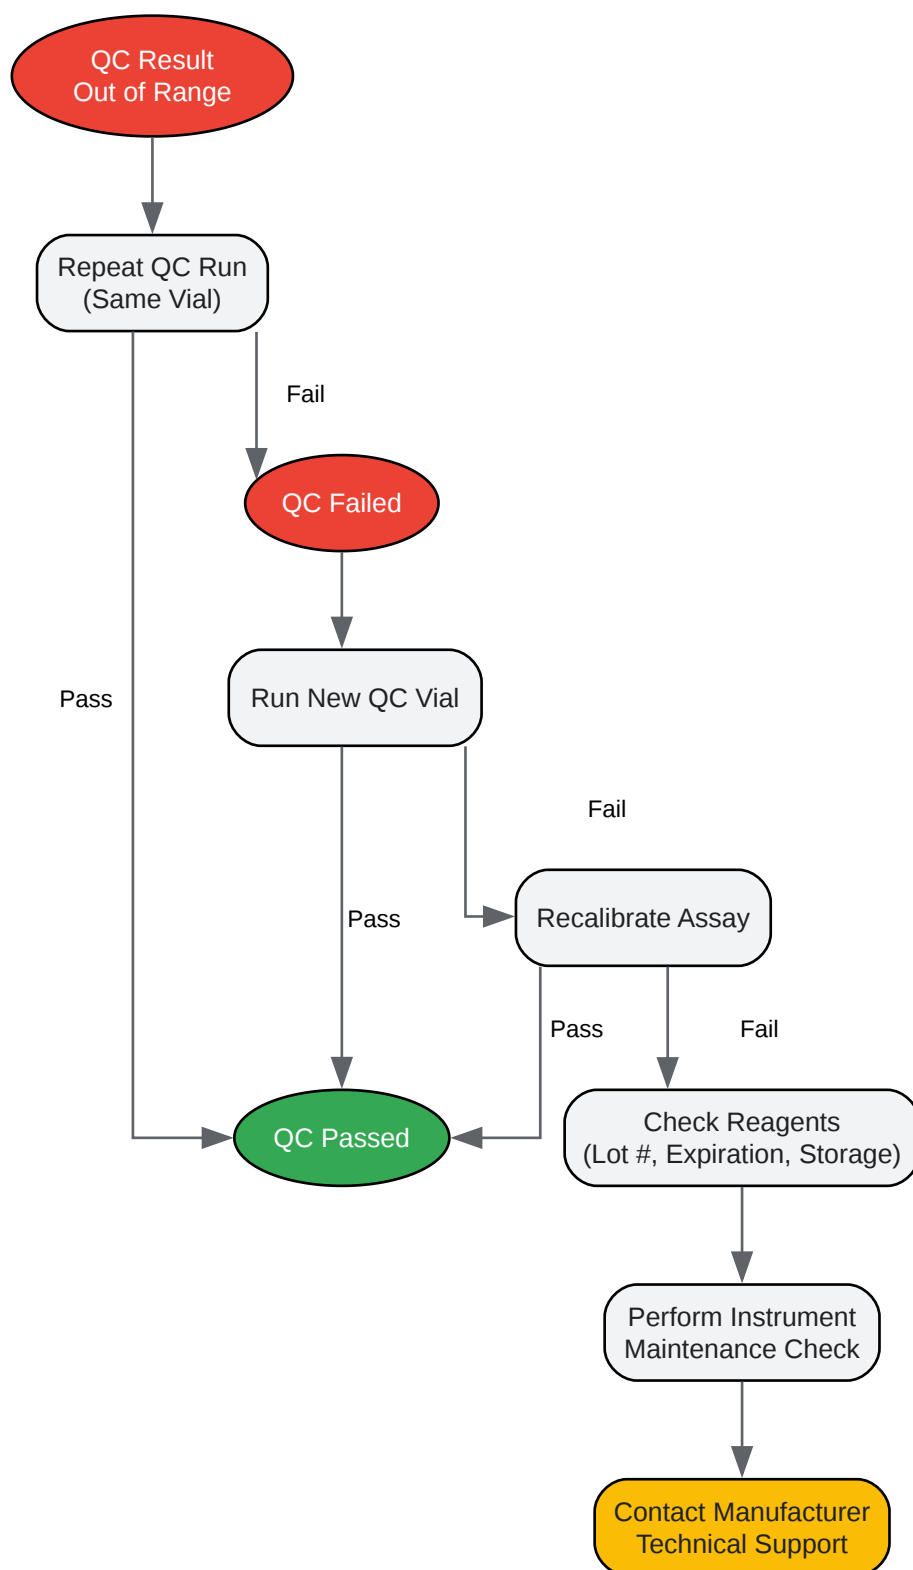 QC Result
Out of Range
Repeat QC Run
(Same Vial)
Fail
QC Failed
Run New QC Vial
Pass
Fail
Recalibrate Assay
Pass
Pass
Fail
QC Passed
Check Reagents
(Lot #, Expiration, Storage)
Perform Instrument
Maintenance Check
Contact Manufacturer
Technical Support